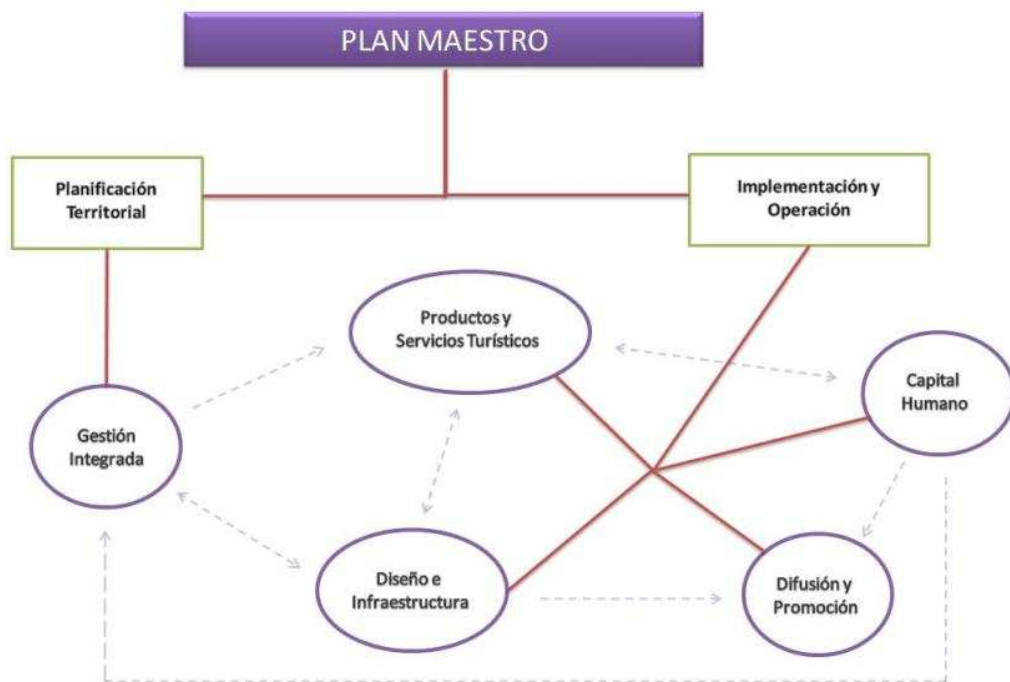 PLAN MAESTRO
Planificación
Territorial
Implementación y
Operación
Productos y
Servicios Turísticos
Capital
Humano
Gestión
Integrada
Diseño e
Infraestructura
Difusión y
Promoción